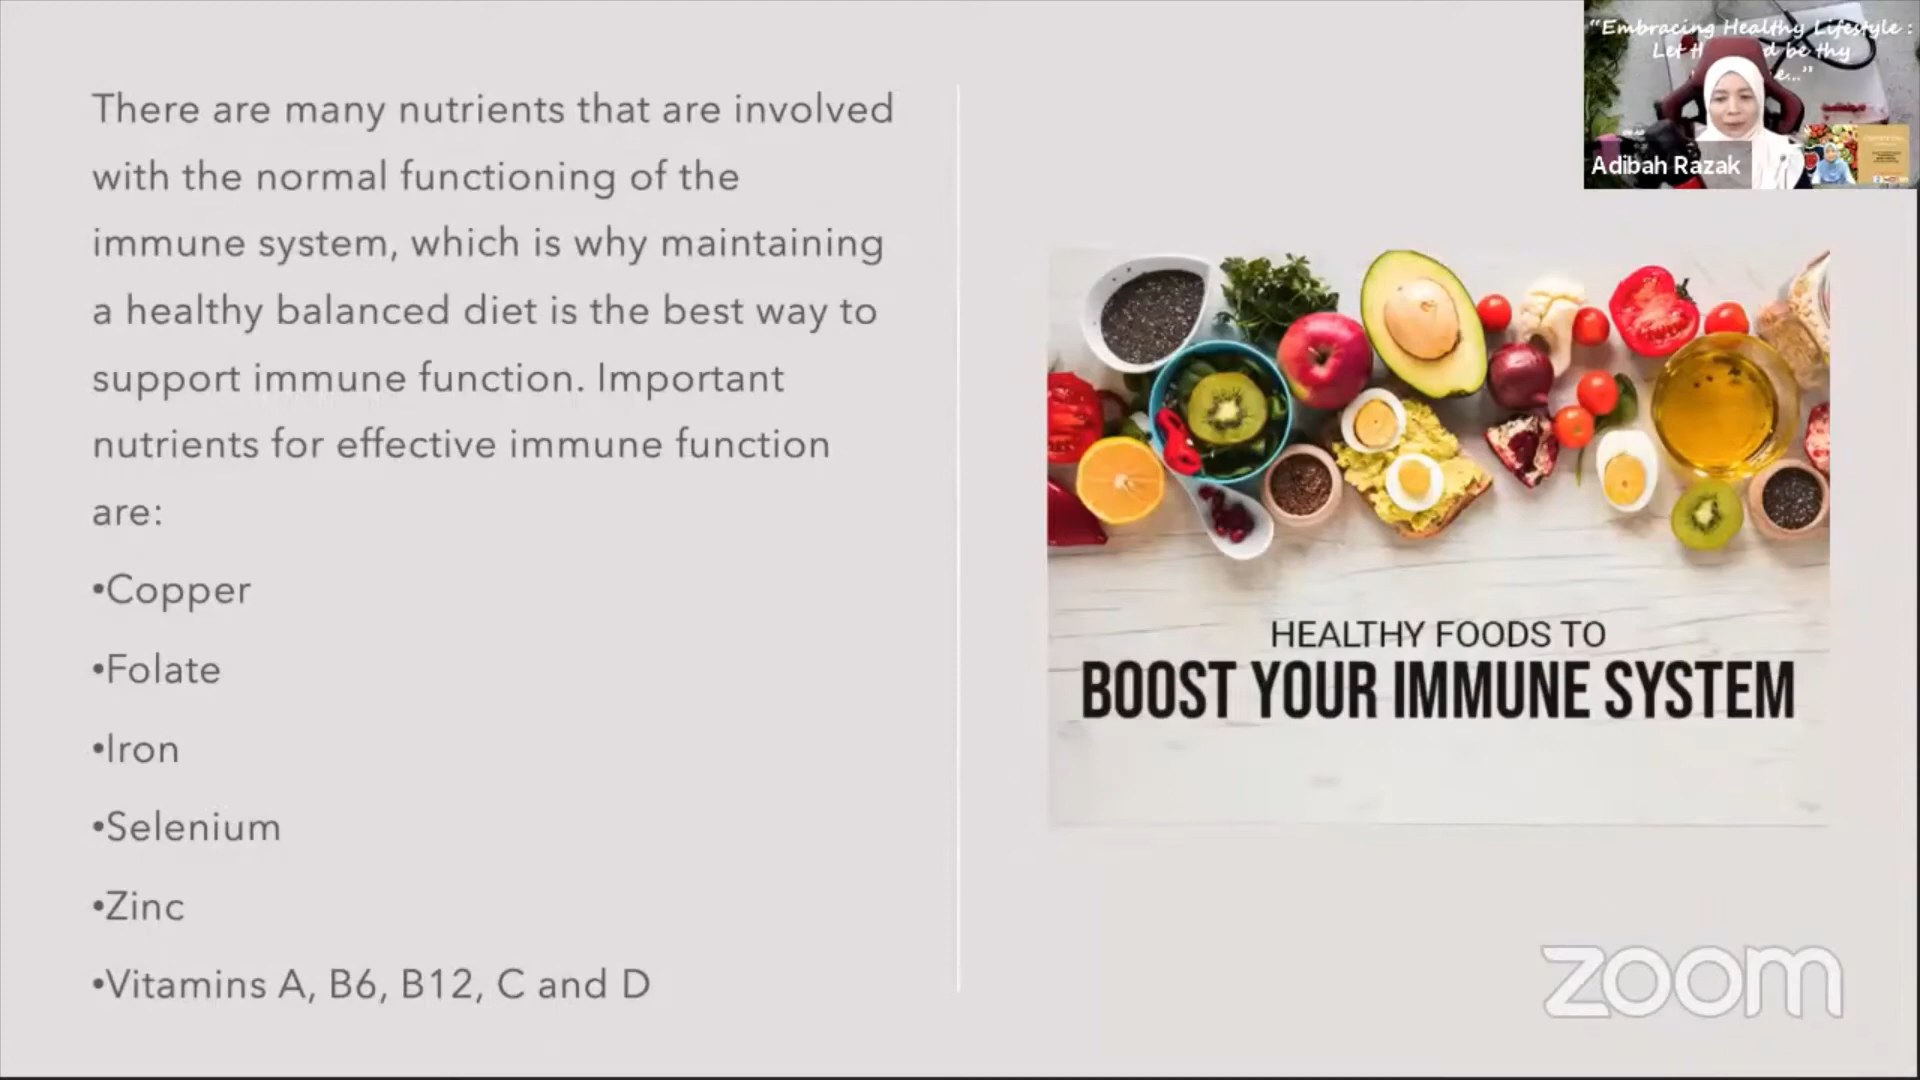 There are many nutrients that are involved
with the normal functioning of the
immune system, which is why maintaining
a healthy balanced diet is the best way to
support immune function. Important
nutrients for effective immune function
are:
•Copper
•Folate
•Iron
•Selenium
•Zinc
•Vitamins A, B6, B12, C and D
"Embracing Healthy Lifestyle :
Let be thy
Adibah Razak
HEALTHY FOODS TO
BOOST YOUR IMMUNE SYSTEM
zoom